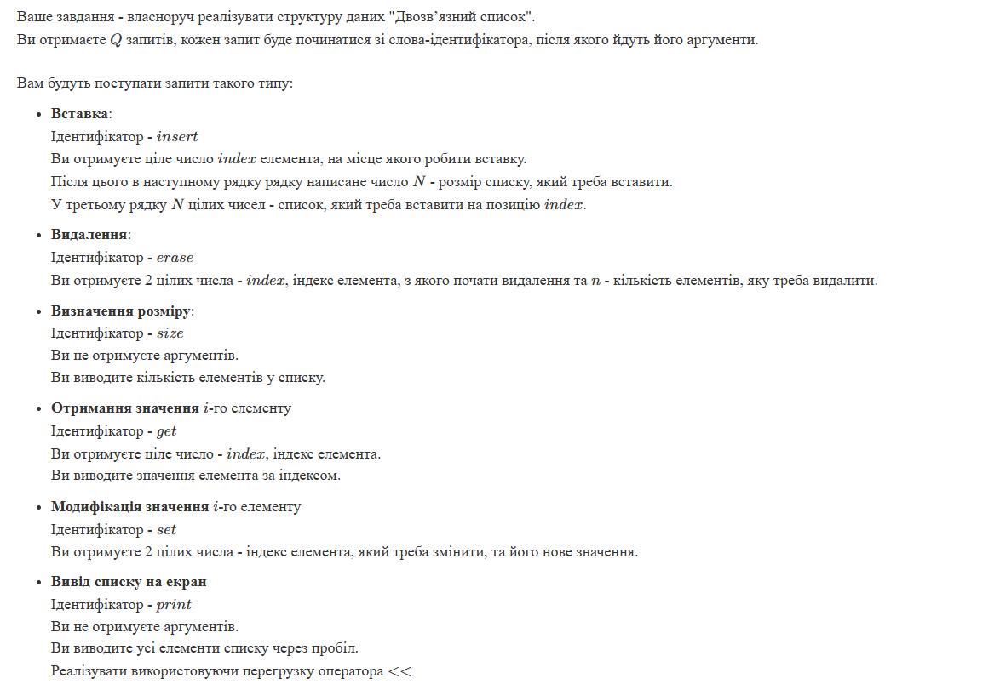 Ваше завдання - власноруч реалізувати структуру даних "Двозв’язний список".
Ви отримаєте Q запитів, кожен запит буде починатися зі слова-ідентифікатора, після якого йдуть його аргументи.
Вам будуть поступати запити такого типу:
• Вставка:
Ідентифікатор - insert
Ви отримуєте ціле число index елемента, на місце якого робити вставку.
Після цього в наступному рядку рядку написане число N - розмір списку, який треба вставити.
У третьому рядку N цілих чисел - список, який треба вставити на позицію index.
• Видалення:
Ідентифікатор - erase
Ви отримуєте 2 цілих числа - index, індекс елемента, з якого почати видалення та n - кількість елементів, яку треба видалити.
• Визначення розміру:
Ідентифікатор - size
Ви не отримуєте аргументів.
Ви виводите кількість елементів у списку.
• Отримання значення i-го елементу
Ідентифікатор - get
Ви отримуєте ціле число - index, індекс елемента.
Ви виводите значення елемента за індексом.
• Модифікація значення i-го елементу
Ідентифікатор - set
Ви отримуєте 2 цілих числа - індекс елемента, який треба змінити, та його нове значення.
• Вивід списку на екран
Ідентифікатор - print
Ви не отримуєте аргументів.
Ви виводите усі елементи списку через пробіл.
Реалізувати використовуючи перегрузку оператора <<